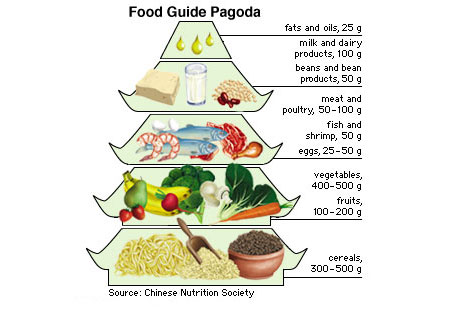 Food Guide Pagoda
fats and oils, 25 g
milk and dairy
products, 100 g
beans and bean
products, 50 g
meat and
poultry, 50–100 g
fish and
shrimp, 50 g
eggs, 25–50 g
vegetables,
400–500 g
fruits,
100–200 g
cereals,
300–500 g
Source: Chinese Nutrition Society